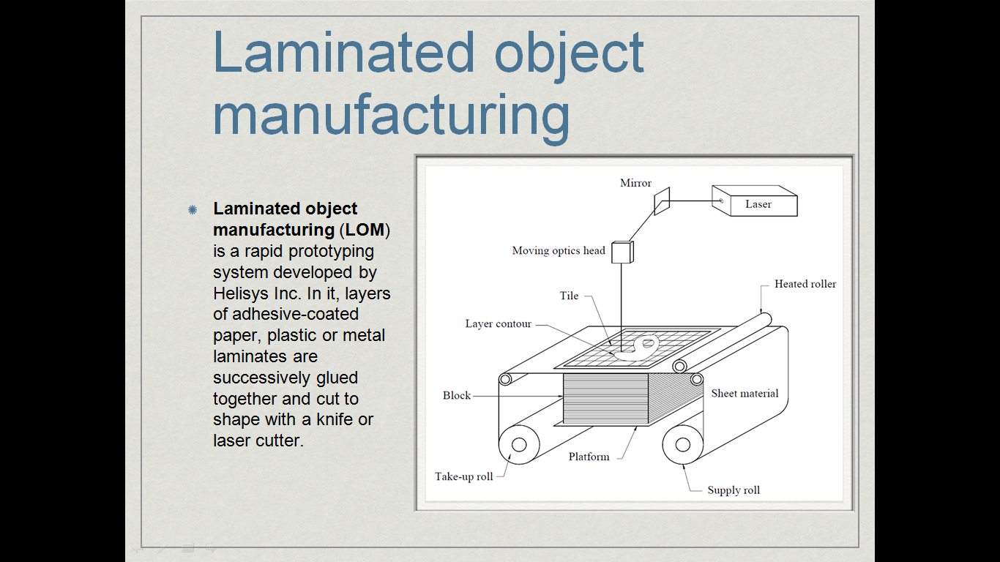 Laminated object
manufacturing
Laminated object
manufacturing (LOM)
is a rapid prototyping
system developed by
Helisys Inc. In it, layers
of adhesive-coated
paper, plastic or metal
laminates are
successively glued
together and cut to
shape with a knife or
laser cutter.
Mirror
Laser
Moving optics head
Heated roller
Tile
Layer contour
Block
Sheet material
Platform
Take-up roll
Supply roll